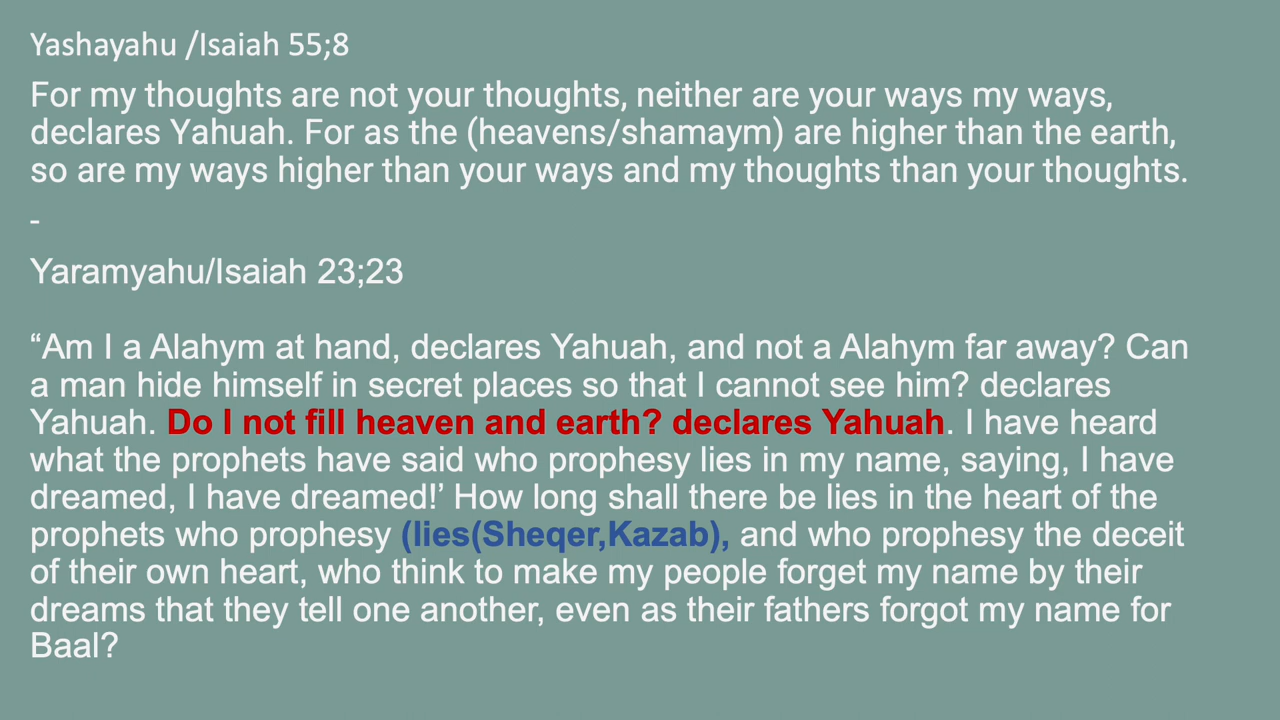 Yashayahu /Isaiah 55;8
For my thoughts are not your thoughts, neither are your ways my ways,
declares Yahuah. For as the (heavens/shamaym) are higher than the earth,
so are my ways higher than your ways and my thoughts than your thoughts.
-
Yaramyahu/Isaiah 23;23
“Am I a Alahym at hand, declares Yahuah, and not a Alahym far away? Can
a man hide himself in secret places so that I cannot see him? declares
Yahuah. Do I not fill heaven and earth? declares Yahuah. I have heard
what the prophets have said who prophesy lies in my name, saying, I have
dreamed, I have dreamed!’ How long shall there be lies in the heart of the
prophets who prophesy (lies(Sheqer,Kazab), and who prophesy the deceit
of their own heart, who think to make my people forget my name by their
dreams that they tell one another, even as their fathers forgot my name for
Baal?